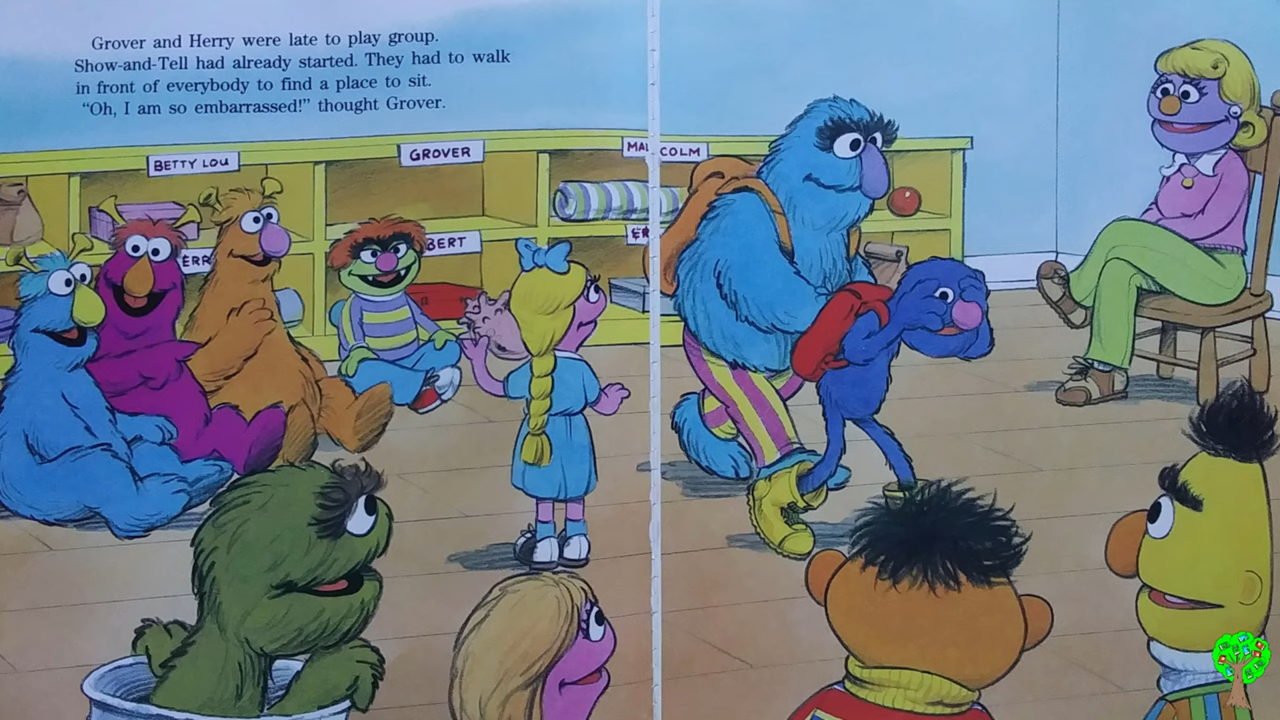 Grover and Herry were late to play group.
Show-and-Tell had already started. They had to walk
in front of everybody to find a place to sit.
“Oh, I am so embarrassed!” thought Grover.
BETTY LOU
GROVER
MALCOLM
ERR
BERT
ER